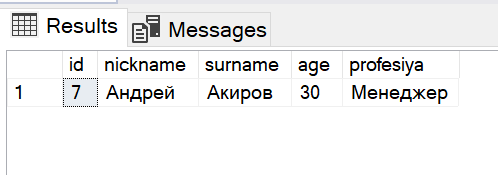 Results Messages
id nickname surname age profesiya
1 7 Андрей Акиров 30 Менеджер